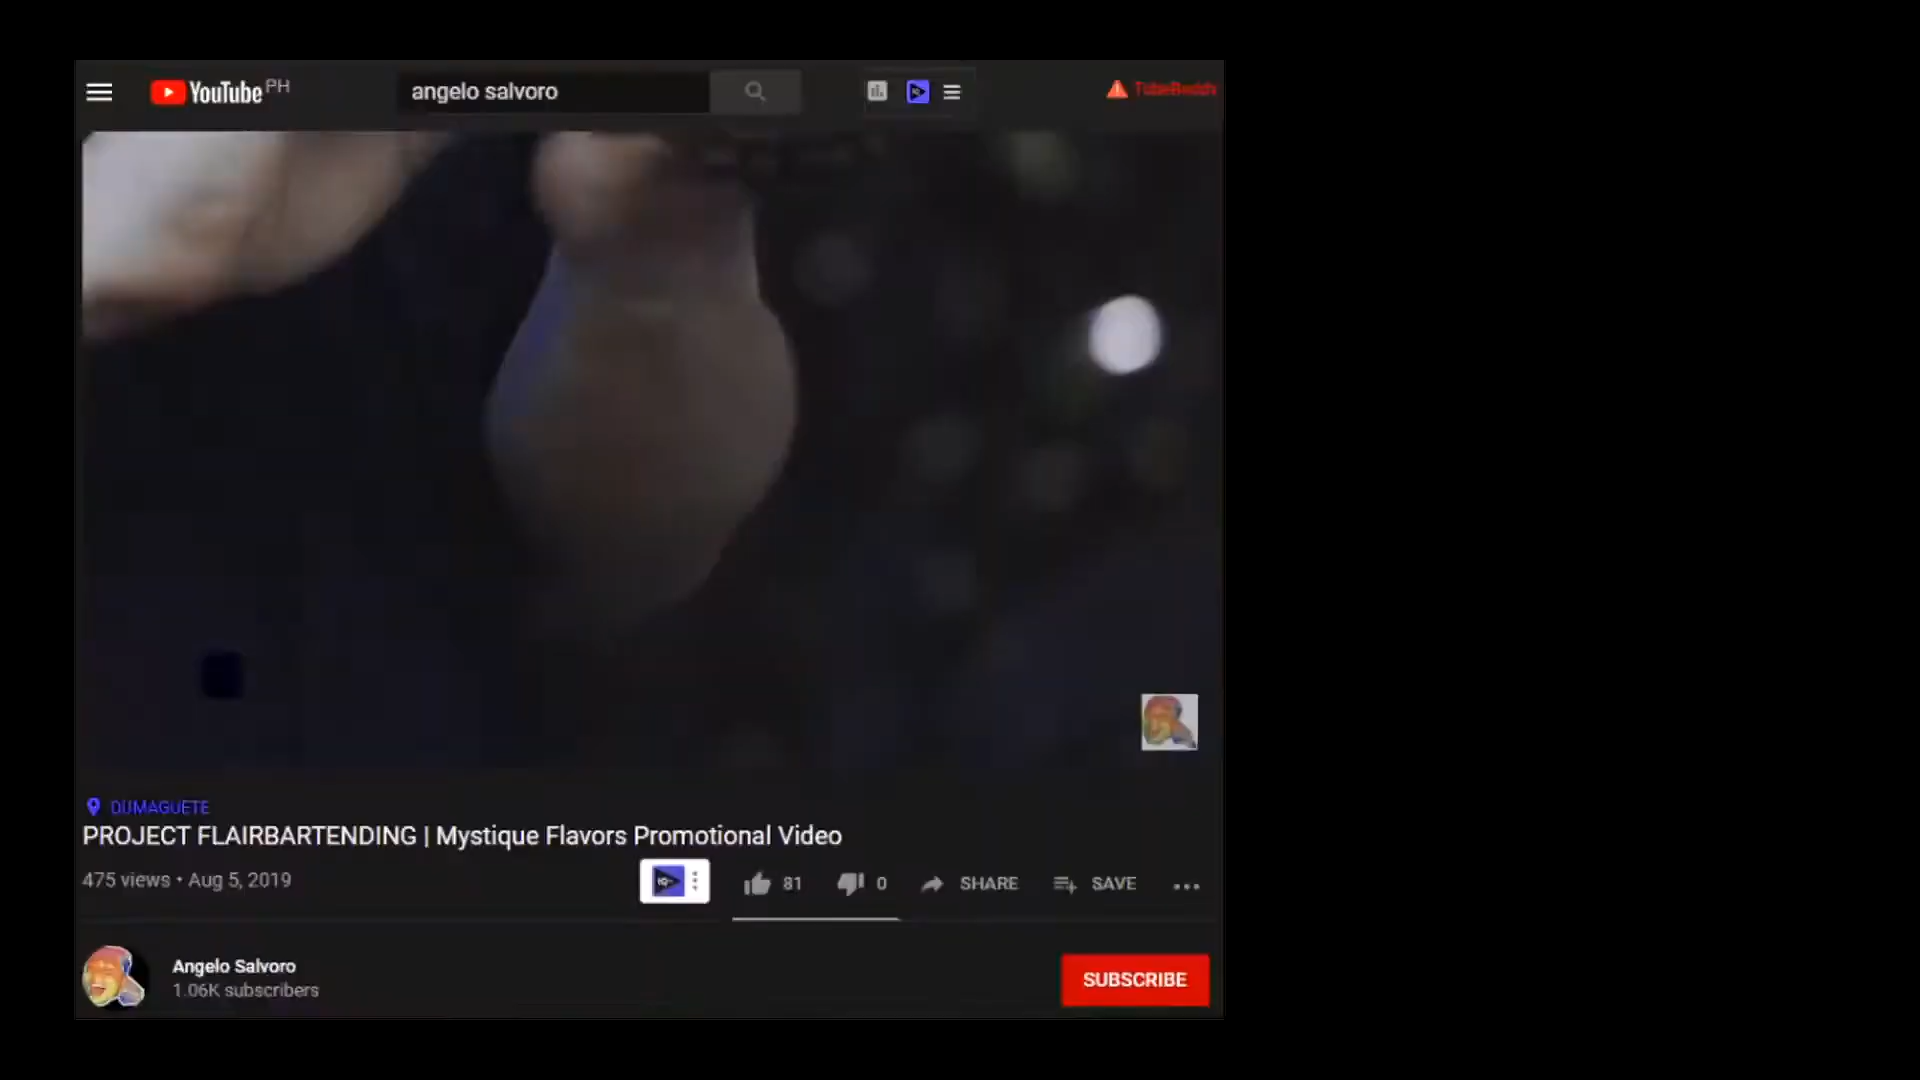 YouTube PH
angelo salvoro
TubeBuddy
DUMAGUETE
PROJECT FLAIRBARTENDING | Mystique Flavors Promotional Video
475 views • Aug 5, 2019
81
0
SHARE
SAVE
Angelo Salvoro
1.06K subscribers
SUBSCRIBE